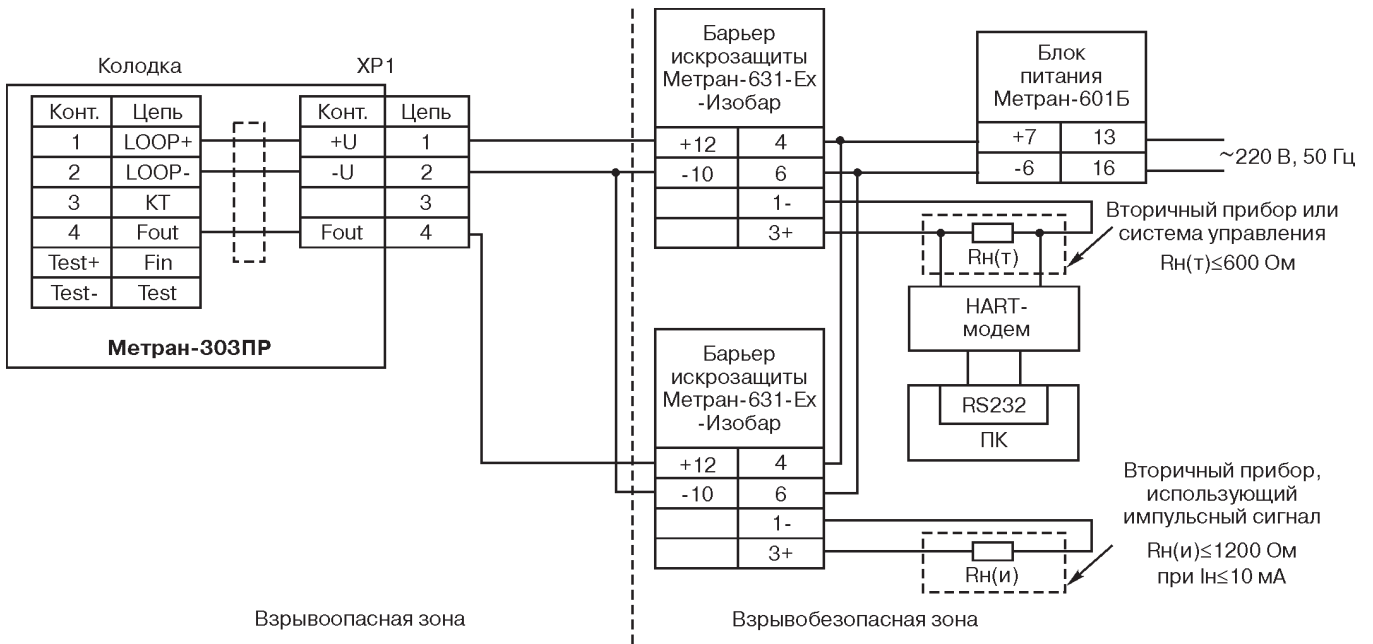 Колодка
ХР1
Конт. Цепь
1 LOOP+
2 LOOP-
3 КТ
4 Fout
Test+ Fin
Test- Test
Метран-303ПР
Конт. Цепь
+U 1
-U 2
3
Fout 4
Барьер
искрозащиты
Метран-631-Ех
-Изобар
+12 4
-10 6
1-
3+
Блок
питания
Метран-601Б
+7 13
-6 16
~220 В, 50 Гц
Rн(т)
Вторичный прибор или
система управления
Rн(т)≤600 Ом
HART-
модем
RS232
ПК
Барьер
искрозащиты
Метран-631-Ех
-Изобар
+12 4
-10 6
1-
3+
Rн(и)
Вторичный прибор,
использующий
импульсный сигнал
Rн(и)≤1200 Ом
при Iн≤10 мА
Взрывоопасная зона
Взрывобезопасная зона